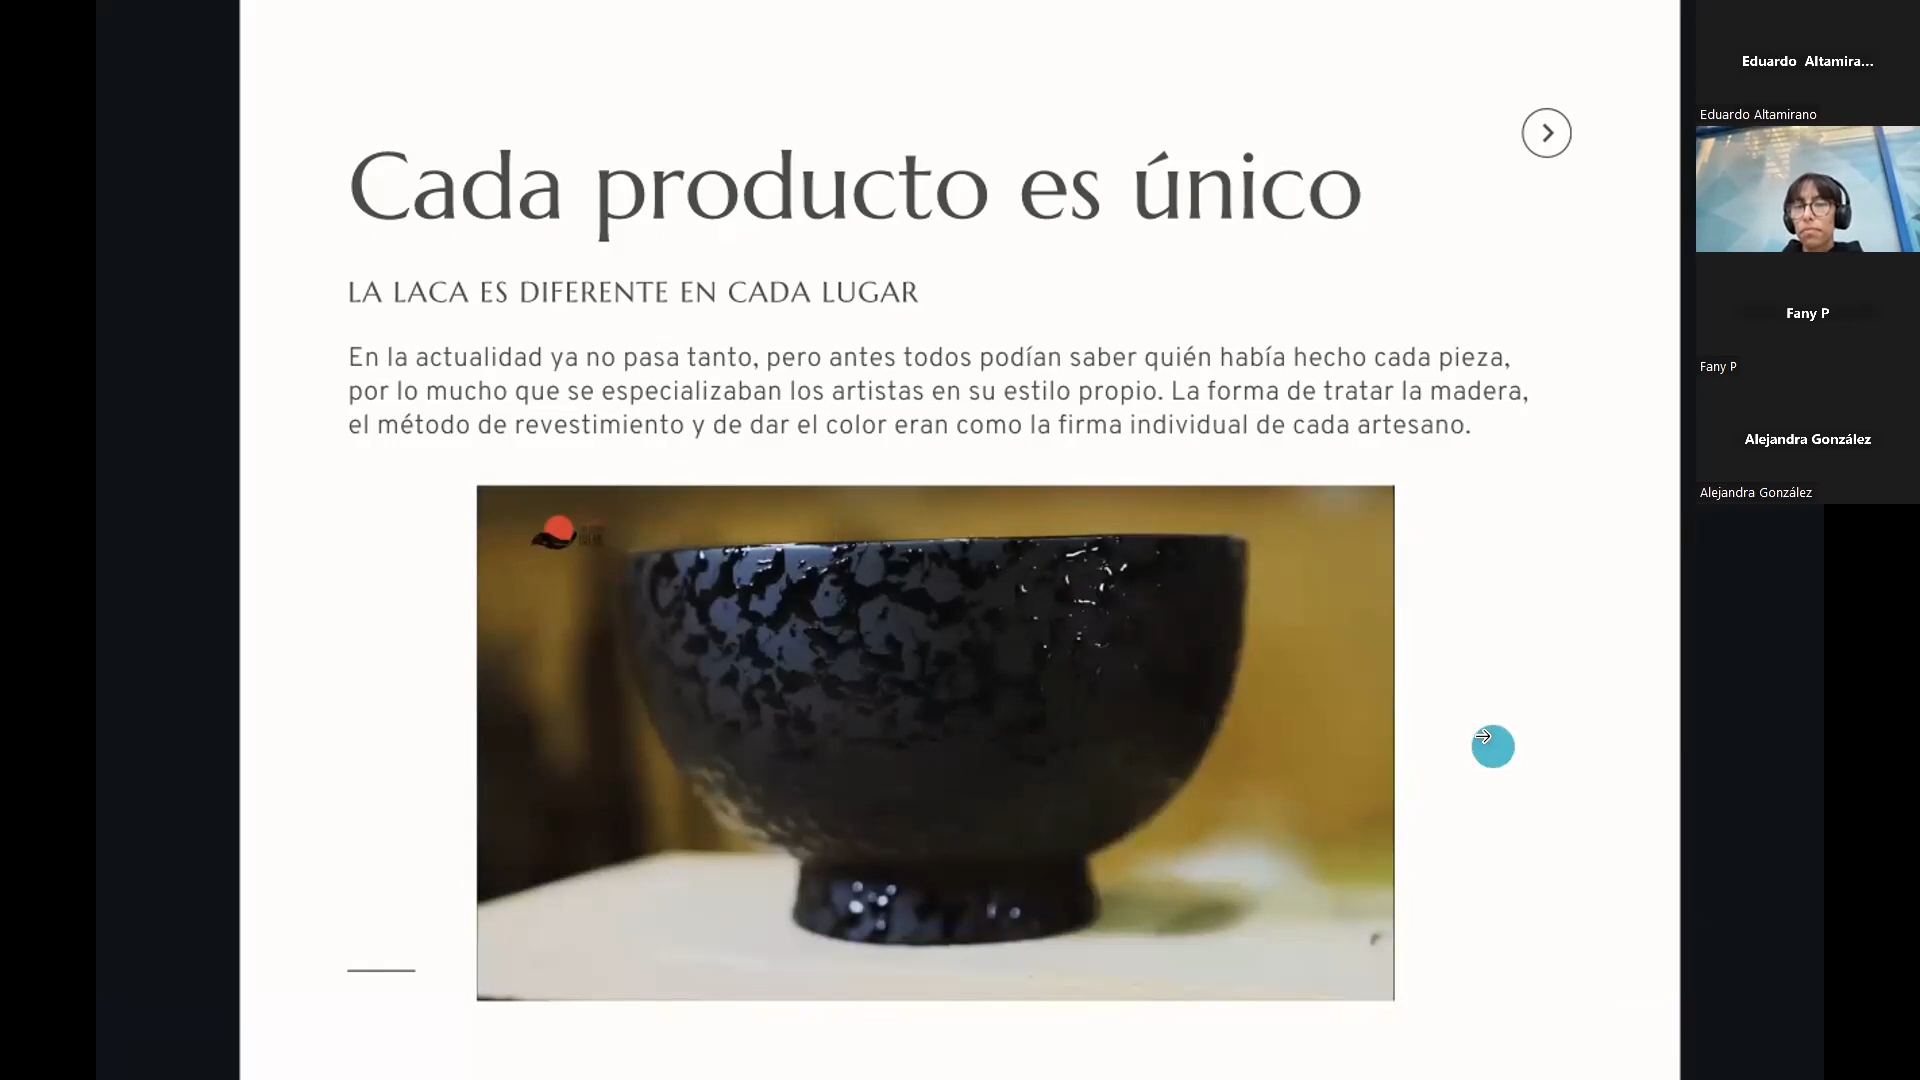 Cada producto es único
LA LACA ES DIFERENTE EN CADA LUGAR
En la actualidad ya no pasa tanto, pero antes todos podían saber quién había hecho cada pieza,
por lo mucho que se especializaban los artistas en su estilo propio. La forma de tratar la madera,
el método de revestimiento y de dar el color eran como la firma individual de cada artesano.
Eduardo Altamira...
Eduardo Altamirano
Fany P
Fany P
Alejandra González
Alejandra González